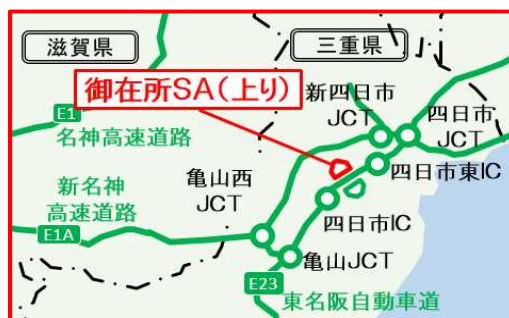 滋賀県
三重県
御在所SA(上り)
E1
名神高速道路
新四日市
JCT
四日市
JCT
四日市東IC
新名神
高速道路
亀山西
JCT
四日市IC
E1A
亀山JCT
E23
東名阪自動車道